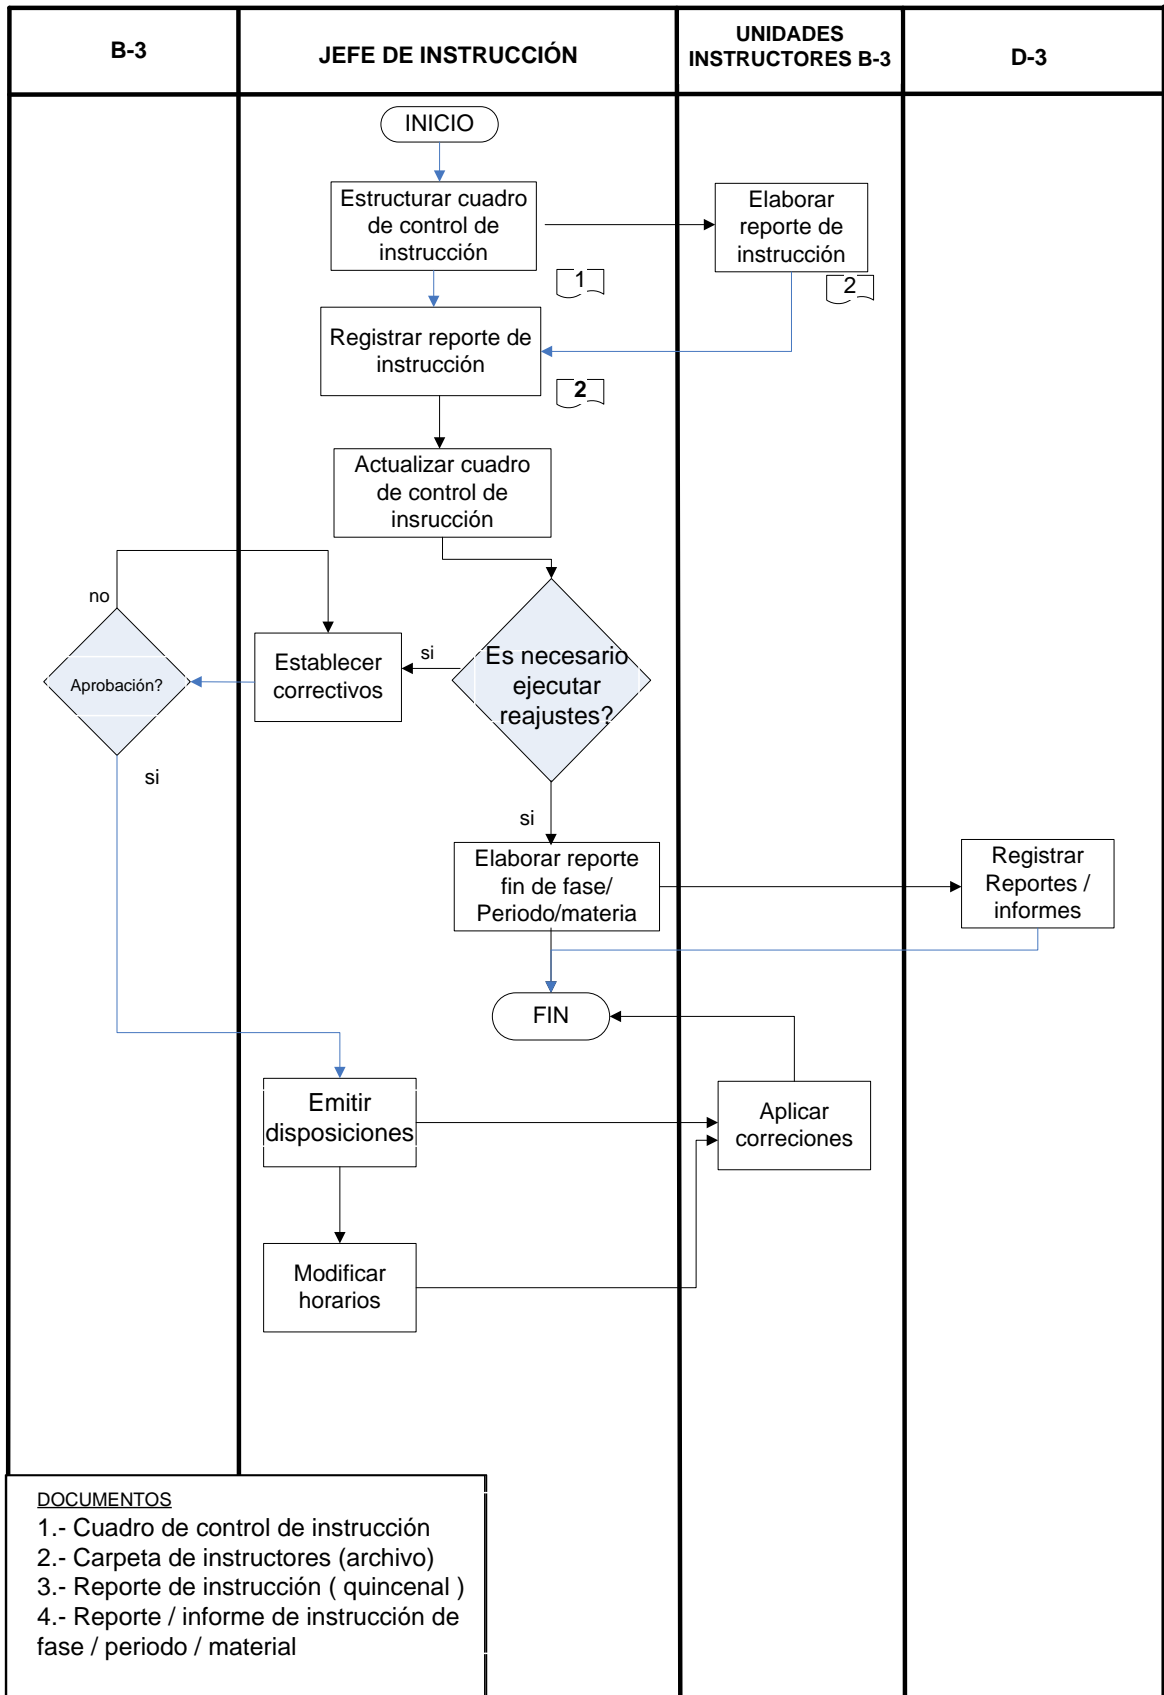 B-3
JEFE DE INSTRUCCIÓN
UNIDADES
INSTRUCTORES B-3
D-3
INICIO
Estructurar cuadro
de control de
instrucción
1
Elaborar
reporte de
instrucción
2
Registrar reporte de
instrucción
2
Actualizar cuadro
de control de
insrucción
no
Aprobación?
si
Establecer
correctivos
si
Es necesario
ejecutar
reajustes?
si
Elaborar reporte
fin de fase/
Periodo/materia
Registrar
Reportes /
informes
FIN
Emitir
disposiciones
Aplicar
correciones
Modificar
horarios
DOCUMENTOS
1.- Cuadro de control de instrucción
2.- Carpeta de instructores (archivo)
3.- Reporte de instrucción ( quincenal )
4.- Reporte / informe de instrucción de
fase / periodo / material